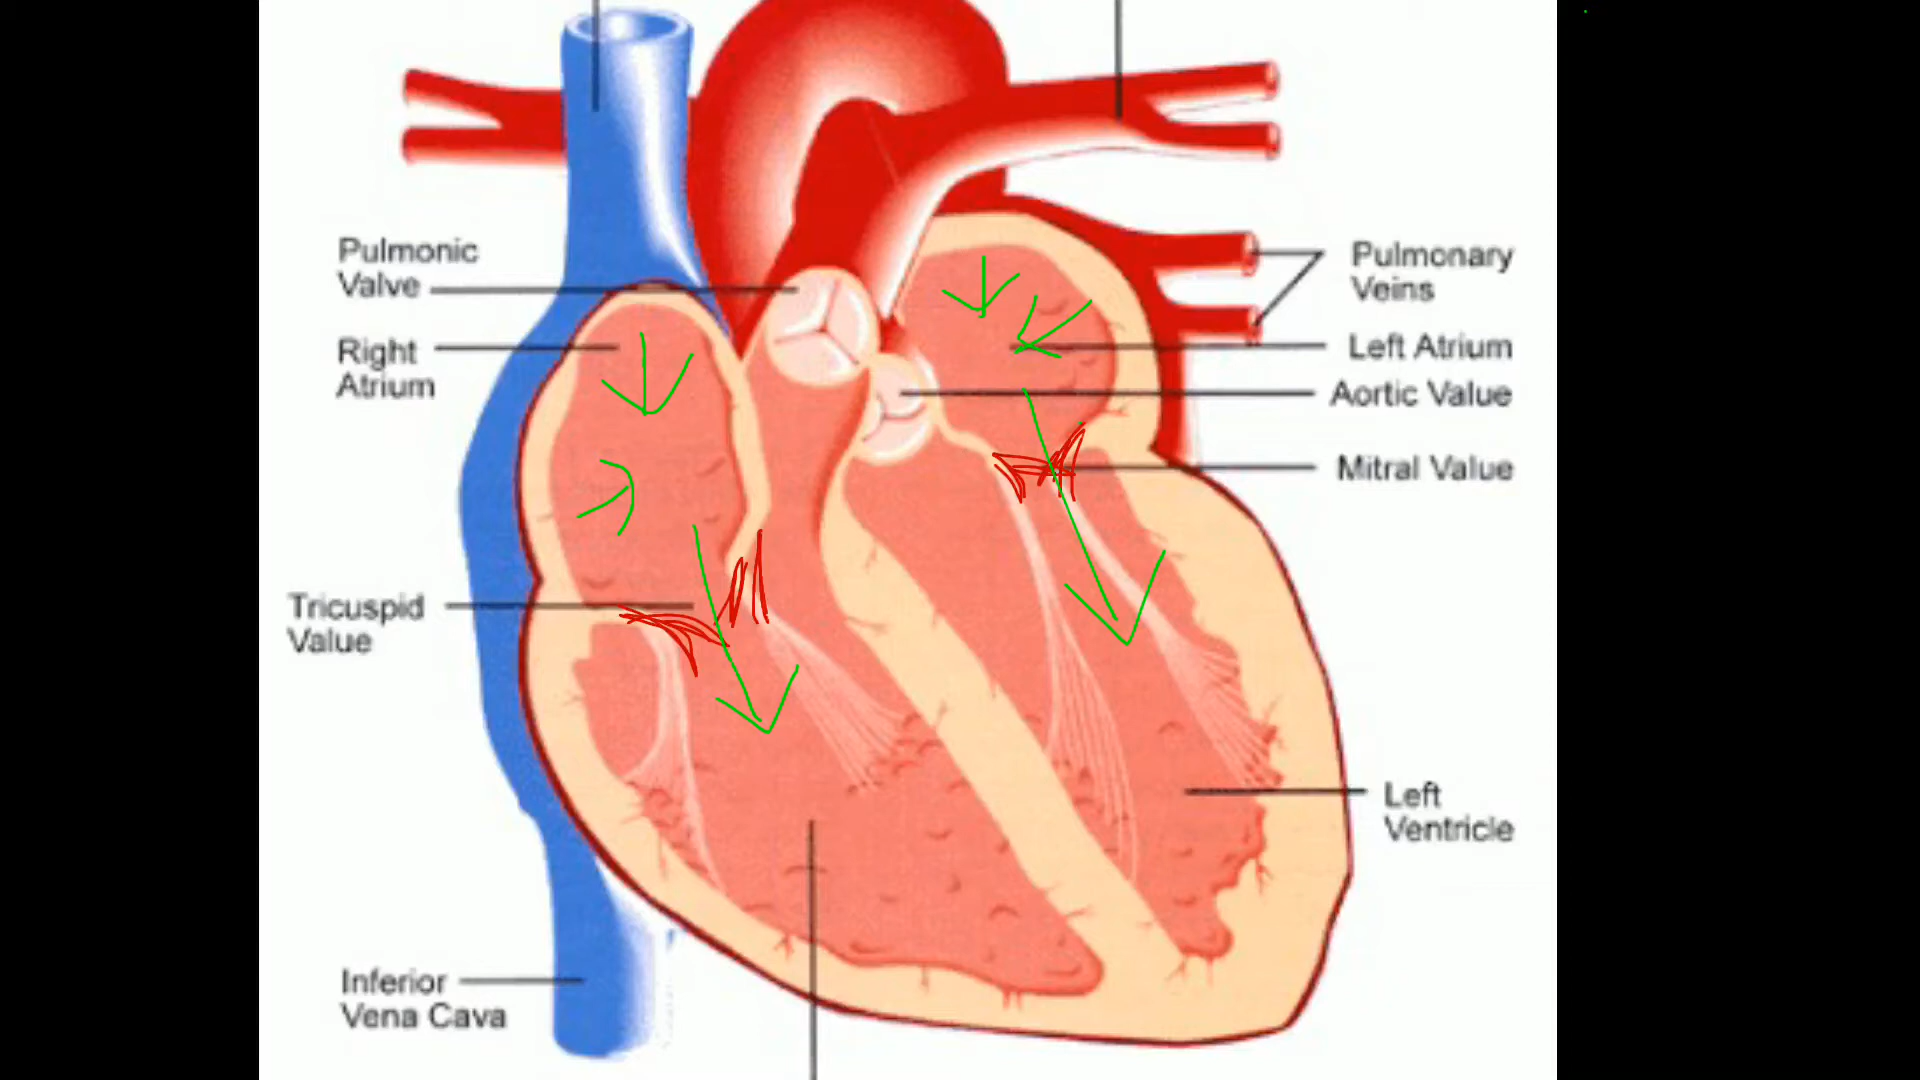 Pulmonic
Valve
Right
Atrium
Tricuspid
Value
Inferior
Vena Cava
Pulmonary
Veins
Left Atrium
Aortic Value
Mitral Value
Left
Ventricle